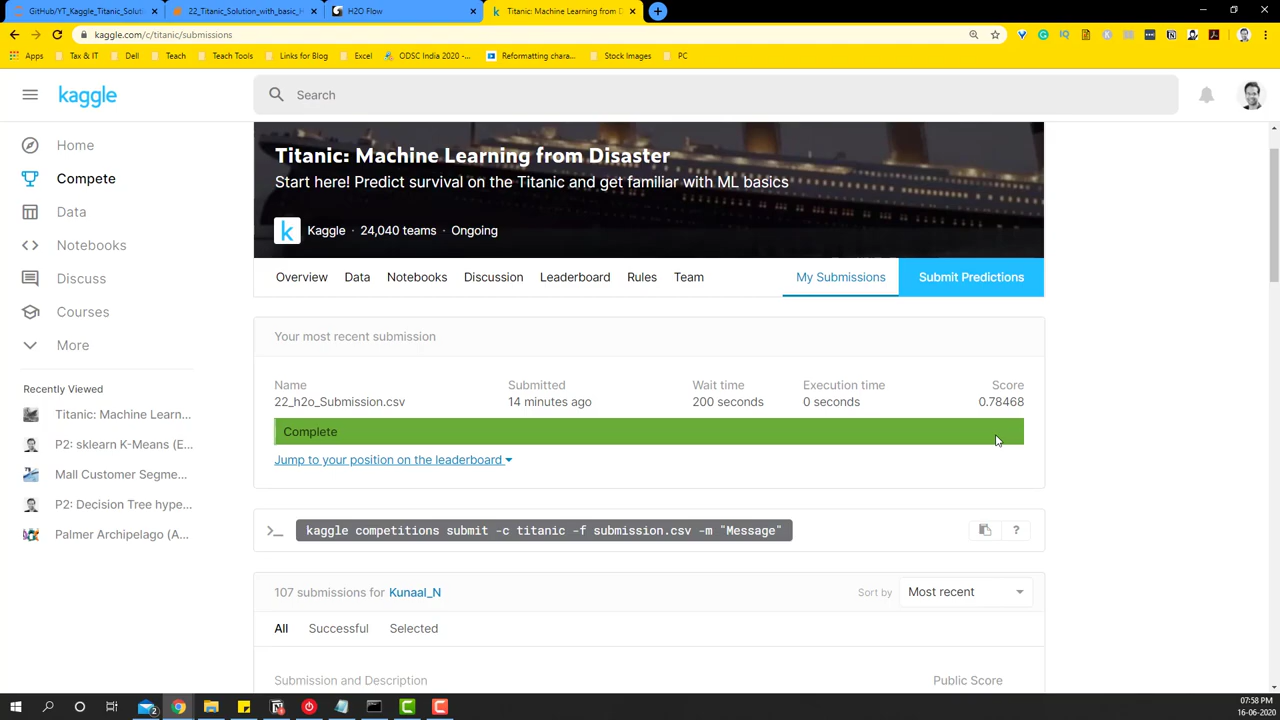 GitHub/YT_Kaggle_Titanic_Soluti
22_Titanic_Solution_with_basic_H
H2O Flow
Titanic: Machine Learning from D
kaggle.com/c/titanic/submissions
Apps
Tax & IT
Dell
Teach
Teach Tools
Links for Blog
Excel
ODSC India 2020 -...
Reformatting chara...
Stock Images
PC
kaggle
Search
Home
Compete
Data
Notebooks
Discuss
Courses
More
Recently Viewed
Titanic: Machine Learn...
P2: sklearn K-Means (E...
Mall Customer Segme...
P2: Decision Tree hype...
Palmer Archipelago (A...
Titanic: Machine Learning from Disaster
Start here! Predict survival on the Titanic and get familiar with ML basics
k
Kaggle · 24,040 teams · Ongoing
Overview
Data
Notebooks
Discussion
Leaderboard
Rules
Team
My Submissions
Submit Predictions
Your most recent submission
Name
Submitted
Wait time
Execution time
Score
22_h2o_Submission.csv
14 minutes ago
200 seconds
0 seconds
0.78468
Complete
Jump to your position on the leaderboard
>_
kaggle competitions submit -c titanic -f submission.csv -m "Message"
?
107 submissions for Kunaal_N
Sort by
Most recent
All
Successful
Selected
Submission and Description
Public Score
2
07:58 PM
16-06-2020